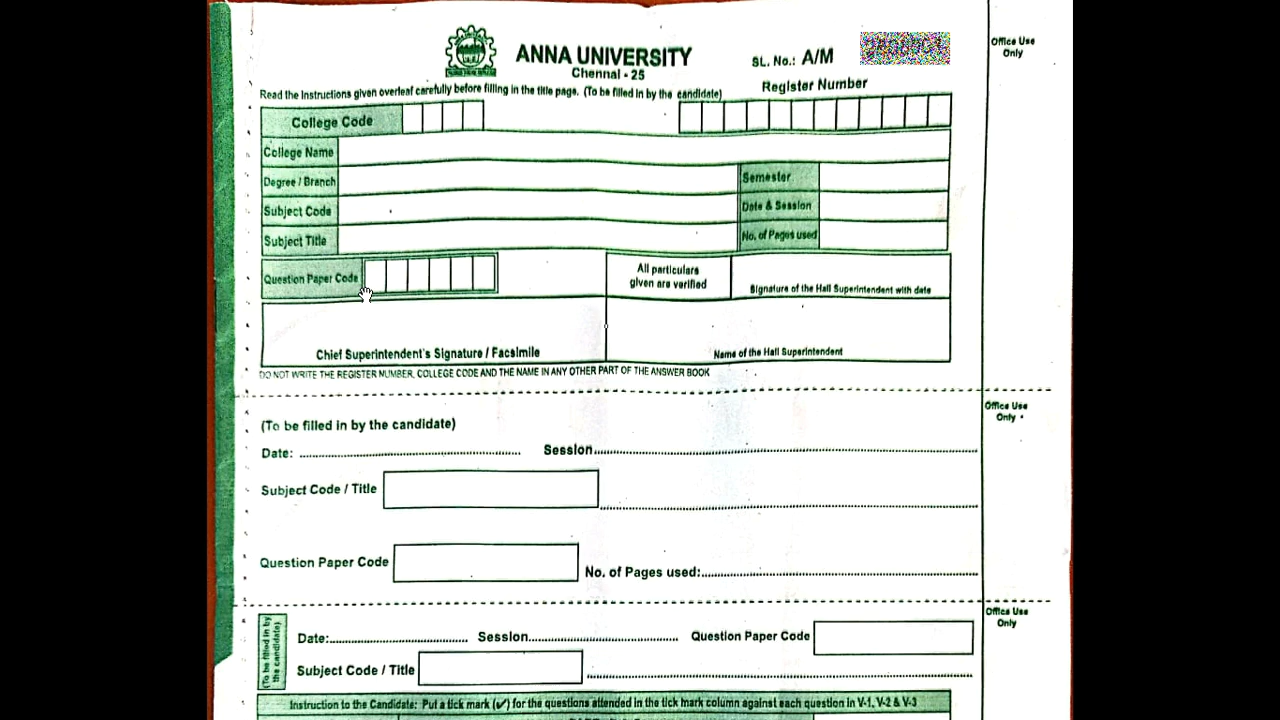 ANNA UNIVERSITY
Chennai - 25
SL. No.: A/M
Office Use
Only
Read the Instructions given overleaf carefully before filling in the title page. (To be filled in by the candidate)
Register Number
College Code
College Name
Degree / Branch
Semester
Subject Code
Date & Session
Subject Title
No. of Pages used
Question Paper Code
All particulars
given are verified
Signature of the Hall Superintendent with date
Chief Superintendent's Signature / Facsimile
Name of the Hall Superintendent
DO NOT WRITE THE REGISTER NUMBER, COLLEGE CODE AND THE NAME IN ANY OTHER PART OF THE ANSWER BOOK
Office Use
Only
(To be filled in by the candidate)
Date:
Session
Subject Code / Title
Question Paper Code
No. of Pages used:
Office Use
Only
(To be filled in by
the candidate)
Date:
Session
Question Paper Code
Subject Code / Title
Instruction to the Candidate: Put a tick mark (✓) for the questions attended in the tick mark column against each question in V-1, V-2 & V-3